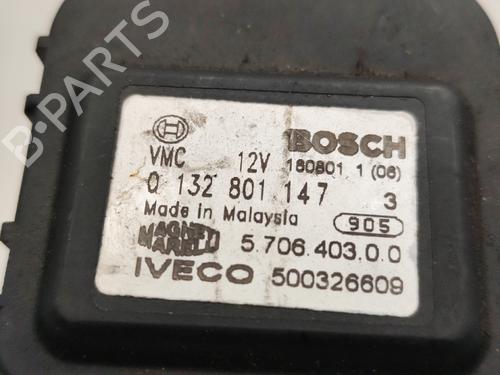 B-PARTS
BOSCH
VMC 12V 160801 1 (06)
0 132 801 147 3
Made in Malaysia 905
MAGNETI MARELLI 5.706.403.0.0
IVECO 500326609